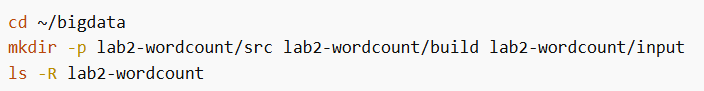 cd ~/bigdata
mkdir -p lab2-wordcount/src lab2-wordcount/build lab2-wordcount/input
ls -R lab2-wordcount